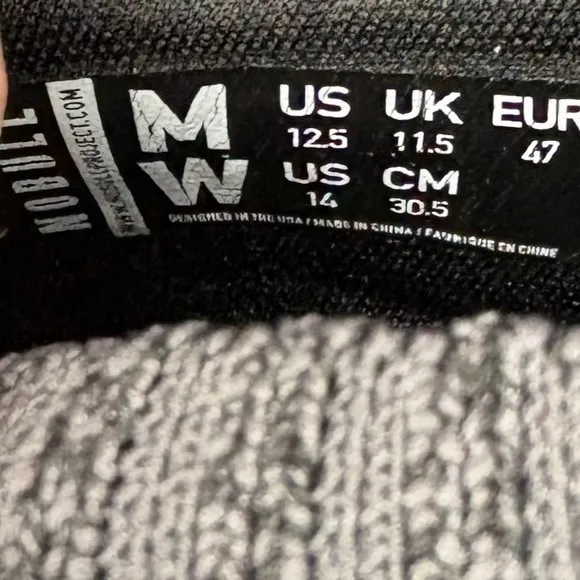 NOBULL
M US UK EUR
12.5 11.5 47
W US CM
14 30.5
DESIGNED IN THE USA / MADE IN CHINA / FABRIQUE EN CHINE